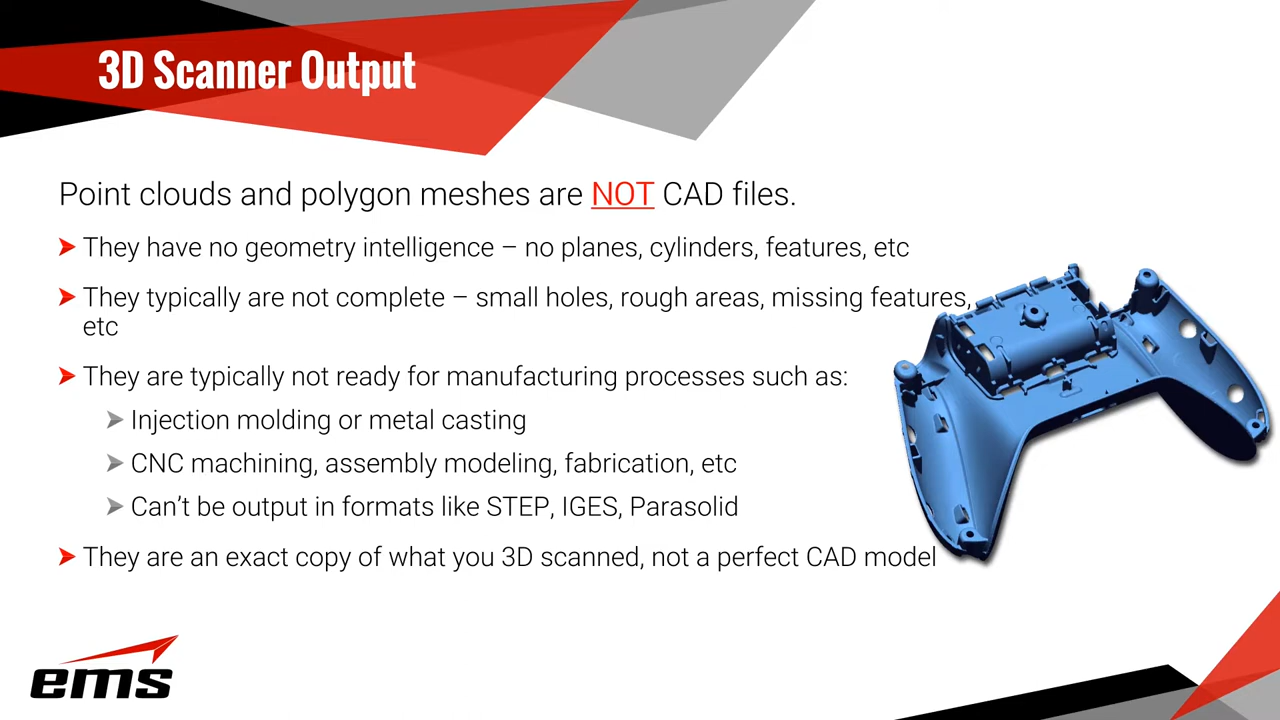 3D Scanner Output
Point clouds and polygon meshes are NOT CAD files.
They have no geometry intelligence – no planes, cylinders, features, etc
They typically are not complete – small holes, rough areas, missing features,
etc
They are typically not ready for manufacturing processes such as:
Injection molding or metal casting
CNC machining, assembly modeling, fabrication, etc
Can’t be output in formats like STEP, IGES, Parasolid
They are an exact copy of what you 3D scanned, not a perfect CAD model
ems